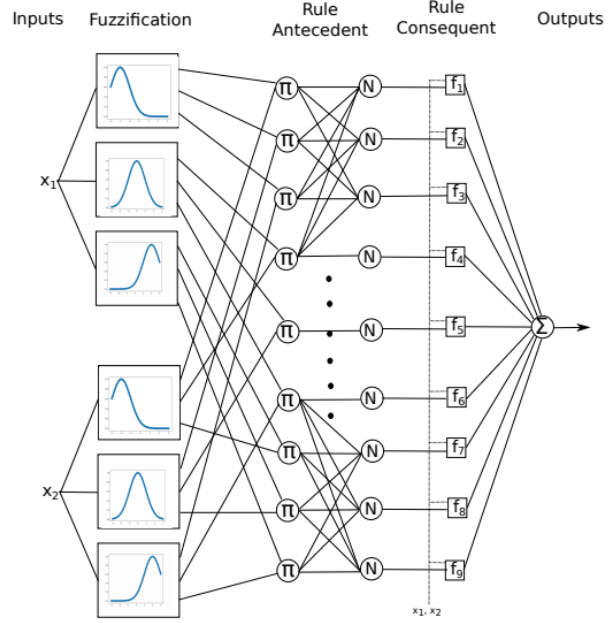 Inputs Fuzzification Rule Antecedent Rule Consequent Outputs
x1
x2
π N f1
π N f2
π N f3
π N f4
π N f5 Σ
π N f6
π N f7
π N f8
π N f9
x1, x2